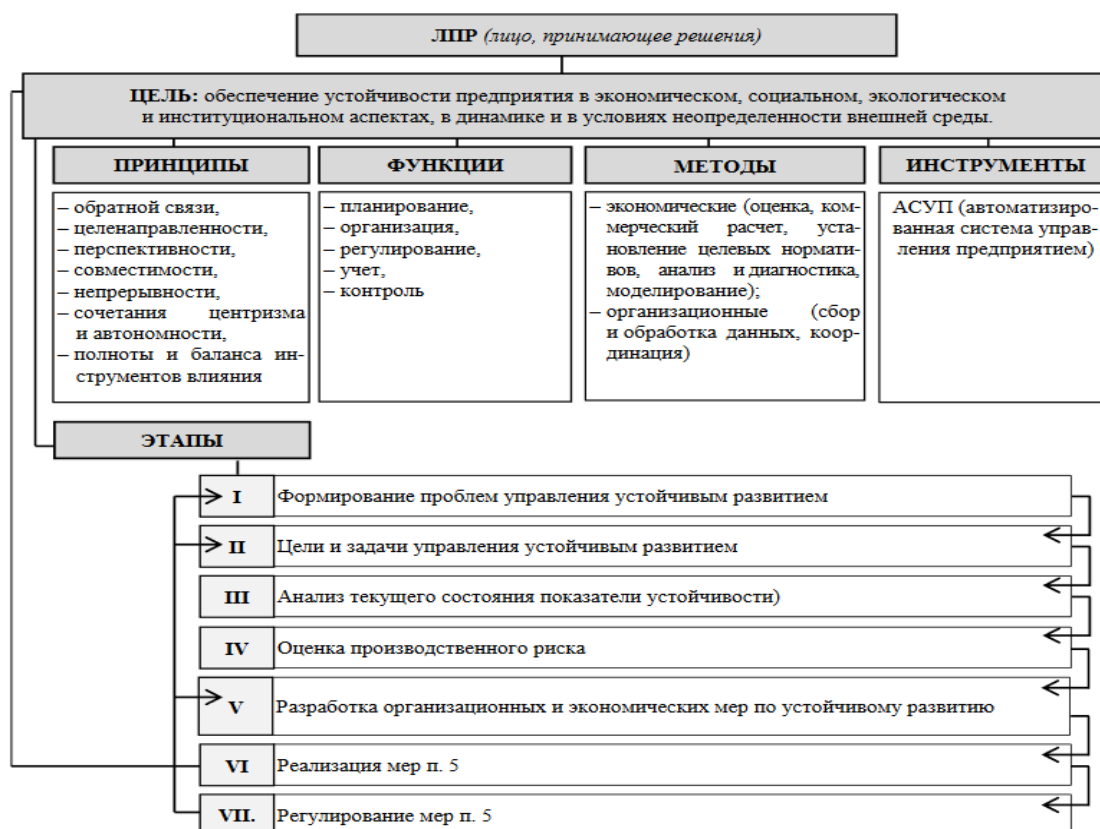 ЛПР (лицо, принимающее решения)
ЦЕЛЬ: обеспечение устойчивости предприятия в экономическом, социальном, экологическом
и институциональном аспектах, в динамике и в условиях неопределенности внешней среды.
ПРИНЦИПЫ
– обратной связи,
– целенаправленности,
– перспективности,
– совместимости,
– непрерывности,
– сочетания центризма
и автономности,
– полноты и баланса ин-
струментов влияния
ФУНКЦИИ
– планирование,
– организация,
– регулирование,
– учет,
– контроль
МЕТОДЫ
– экономические (оценка, ком-
мерческий расчет, уста-
новление целевых нормати-
вов, анализ и диагностика,
моделирование);
– организационные (сбор
и обработка данных, коор-
динация)
ИНСТРУМЕНТЫ
АСУП (автоматизиро-
ванная система управ-
ления предприятием)
ЭТАПЫ
I Формирование проблем управления устойчивым развитием
II Цели и задачи управления устойчивым развитием
III Анализ текущего состояния показатели устойчивости)
IV Оценка производственного риска
V Разработка организационных и экономических мер по устойчивому развитию
VI Реализация мер п. 5
VII. Регулирование мер п. 5